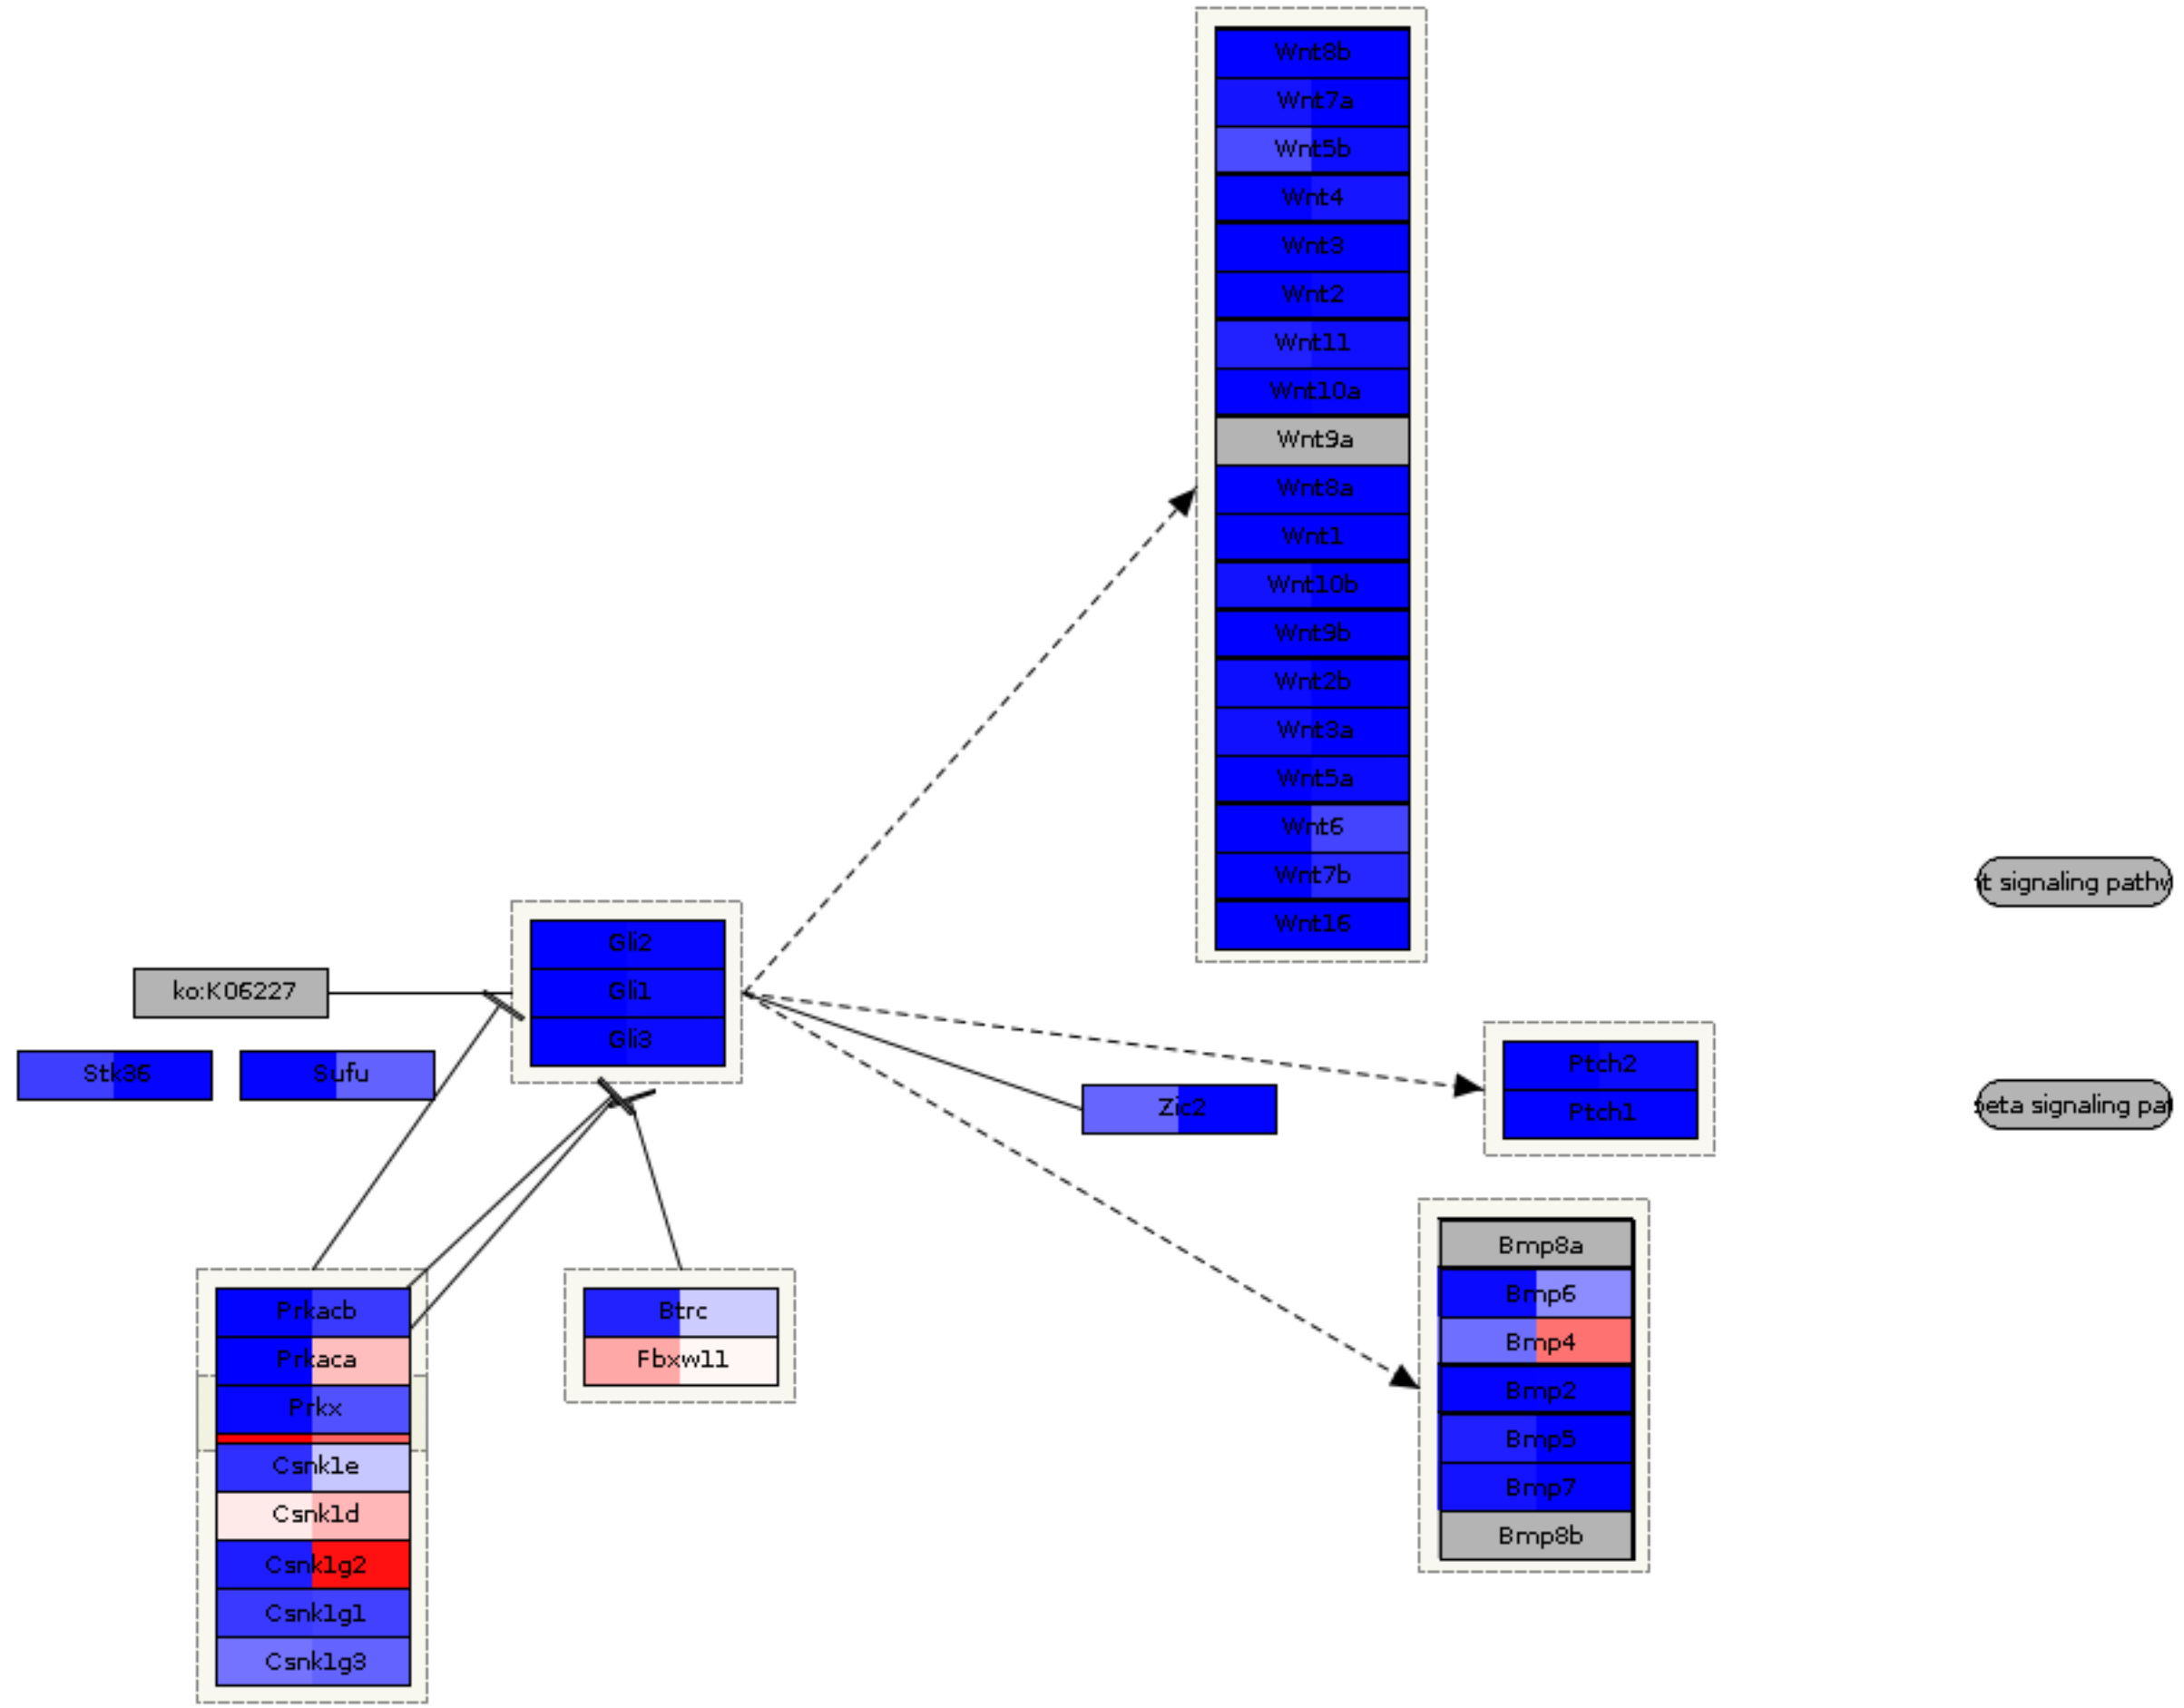 Wnt8b
Wnt7a
Wnt5b
Wnt4
Wnt3
Wnt2
Wnt11
Wnt10a
Wnt9a
Wnt8a
Wnt1
Wnt10b
Wnt9b
Wnt2b
Wnt3a
Wnt5a
Wnt6
Wnt7b
Wnt16
t signaling pathw
Gli2
Gli1
Gli3
ko:K06227
Stk36
Sufu
Zic2
Ptch2
Ptch1
beta signaling pat
Prkacb
Prkaca
Prkx
Csnk1e
Csnk1d
Csnk1g2
Csnk1g1
Csnk1g3
Btrc
Fbxw11
Bmp8a
Bmp6
Bmp4
Bmp2
Bmp5
Bmp7
Bmp8b